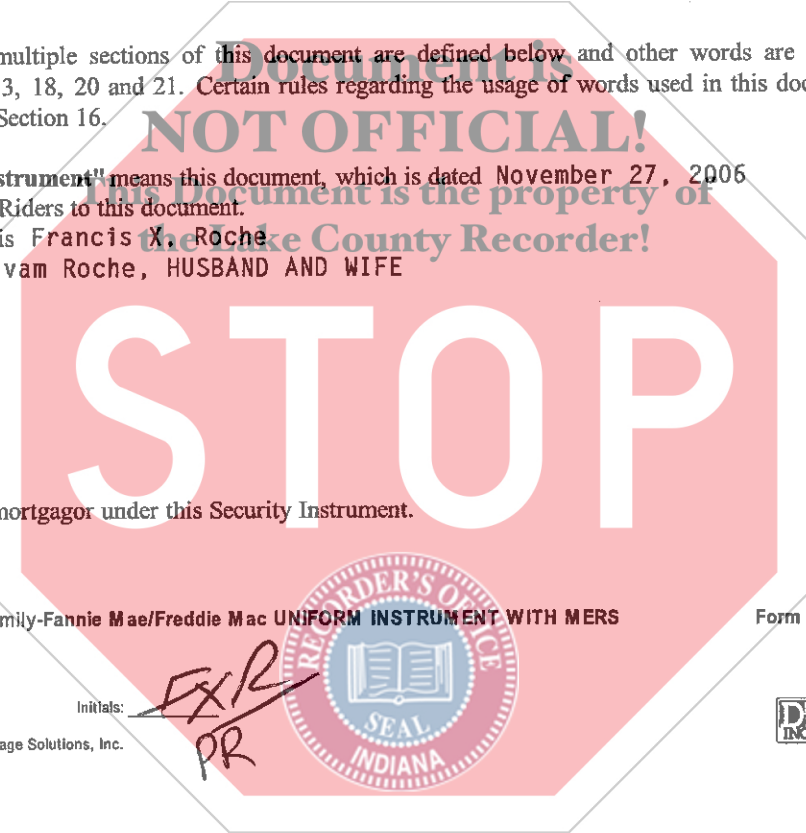 multiple sections of this document are defined below and other words are
3, 18, 20 and 21. Certain rules regarding the usage of words used in this doc
Section 16.
Document is
NOT OFFICIAL!
This Document is the property of
the Lake County Recorder!
strument" means this document, which is dated November 27, 2006
Riders to this document.
is Francis X. Roche
vam Roche, HUSBAND AND WIFE
STOP
mortgagor under this Security Instrument.
mily-Fannie Mae/Freddie Mac UNIFORM INSTRUMENT WITH MERS
Form
RECORDER'S OFFICE
SEAL
INDIANA
Initials: FXR
PR
age Solutions, Inc.